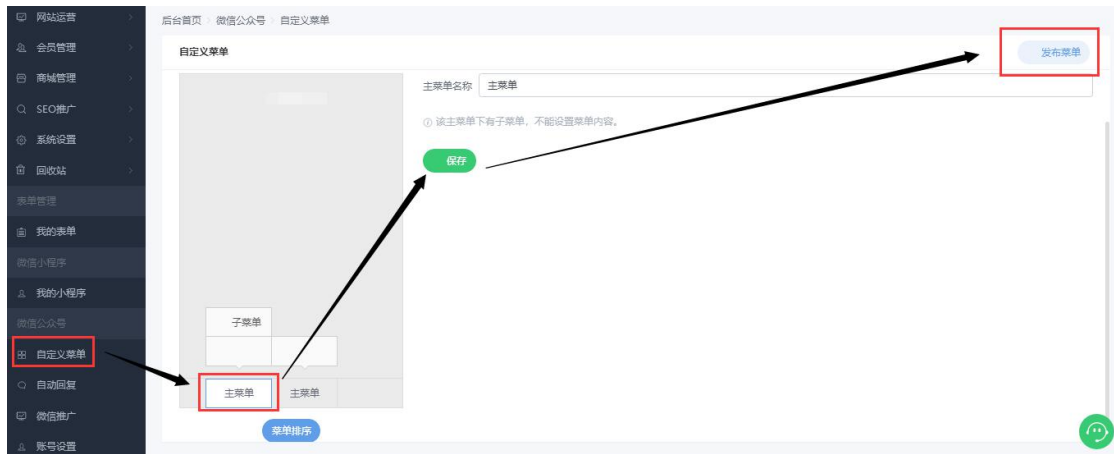 网站运营
会员管理
商城管理
SEO推广
系统设置
回收站
表单管理
我的表单
微信小程序
我的小程序
微信公众号
自定义菜单
自动回复
微信推广
账号设置
后台首页 微信公众号 自定义菜单
自定义菜单
发布菜单
主菜单名称 主菜单
该主菜单下有子菜单，不能设置菜单内容。
保存
子菜单
主菜单 主菜单
菜单排序